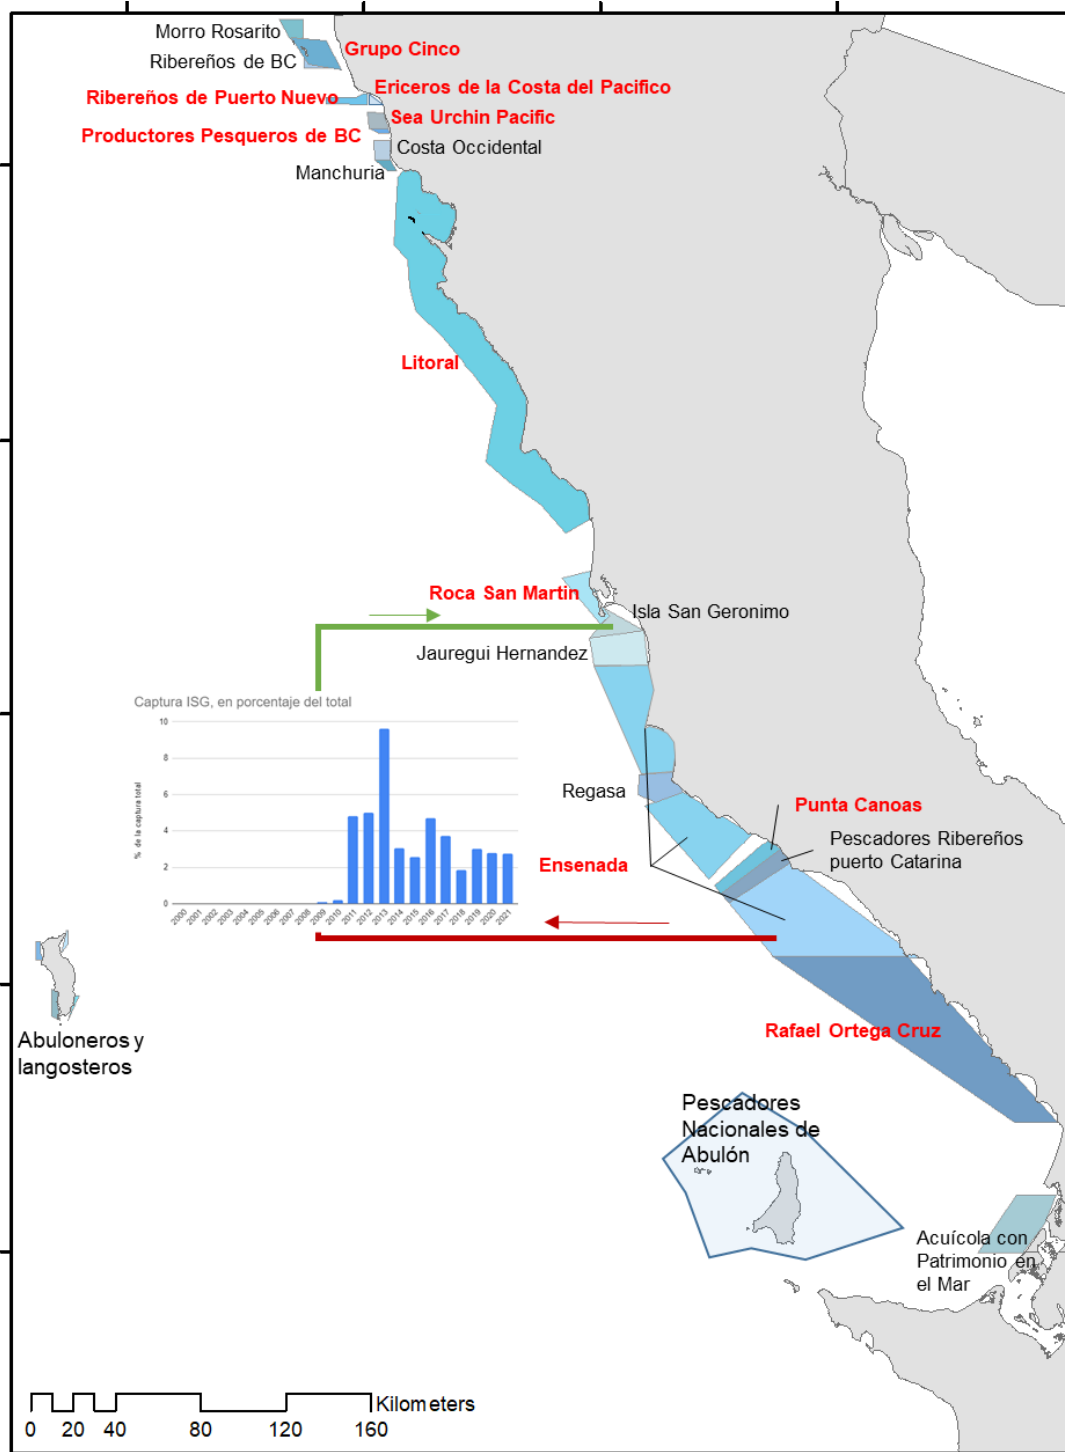 Morro Rosarito
Grupo Cinco
Ribereños de BC
Ericeros de la Costa del Pacifico
Ribereños de Puerto Nuevo
Sea Urchin Pacific
Productores Pesqueros de BC
Costa Occidental
Manchuria
Litoral
Roca San Martin
Isla San Geronimo
Jauregui Hernandez
Captura ISG, en porcentaje del total
% de la captura total
10
8
6
4
2
0
2000 2001 2002 2003 2004 2005 2006 2007 2008 2009 2010 2011 2012 2013 2014 2015 2016 2017 2018 2019 2020 2021
Regasa
Punta Canoas
Pescadores Ribereños
puerto Catarina
Ensenada
Rafael Ortega Cruz
Abuloneros y
langosteros
Pescadores
Nacionales de
Abulón
Acuícola con
Patrimonio en
el Mar
Kilometers
0 20 40 80 120 160